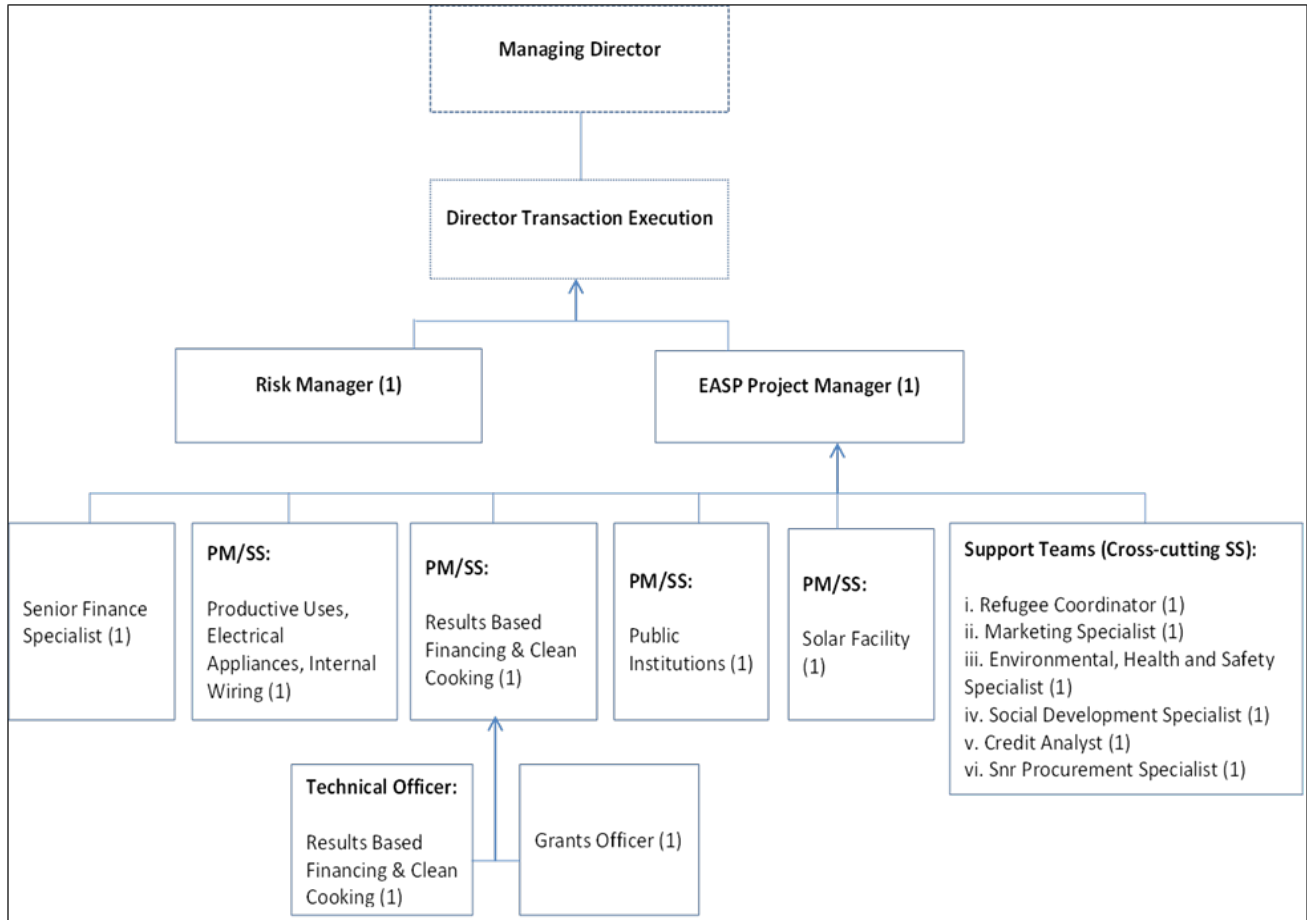 Managing Director
Director Transaction Execution
Risk Manager (1)
EASP Project Manager (1)
Senior Finance
Specialist (1)
PM/SS:
Productive Uses,
Electrical
Appliances, Internal
Wiring (1)
PM/SS:
Results Based
Financing & Clean
Cooking (1)
PM/SS:
Public
Institutions (1)
PM/SS:
Solar Facility
(1)
Support Teams (Cross-cutting SS):
i. Refugee Coordinator (1)
ii. Marketing Specialist (1)
iii. Environmental, Health and Safety
Specialist (1)
iv. Social Development Specialist (1)
v. Credit Analyst (1)
vi. Snr Procurement Specialist (1)
Technical Officer:
Results Based
Financing & Clean
Cooking (1)
Grants Officer (1)